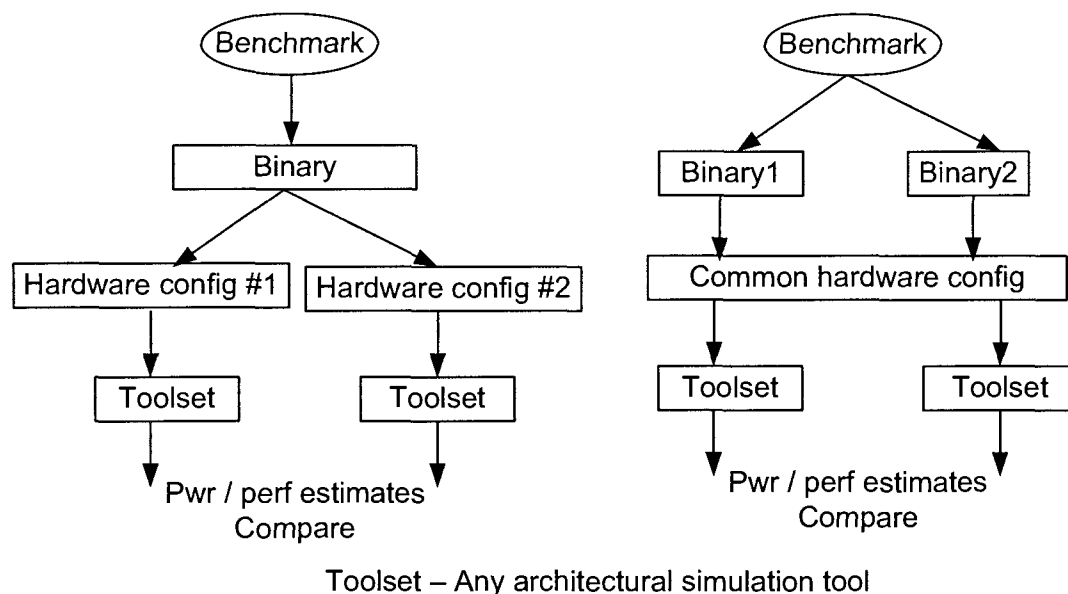 Benchmark
Binary
Hardware config #1
Hardware config #2
Toolset
Toolset
Pwr / perf estimates
Compare
Benchmark
Binary1
Binary2
Common hardware config
Toolset
Toolset
Pwr / perf estimates
Compare
Toolset – Any architectural simulation tool